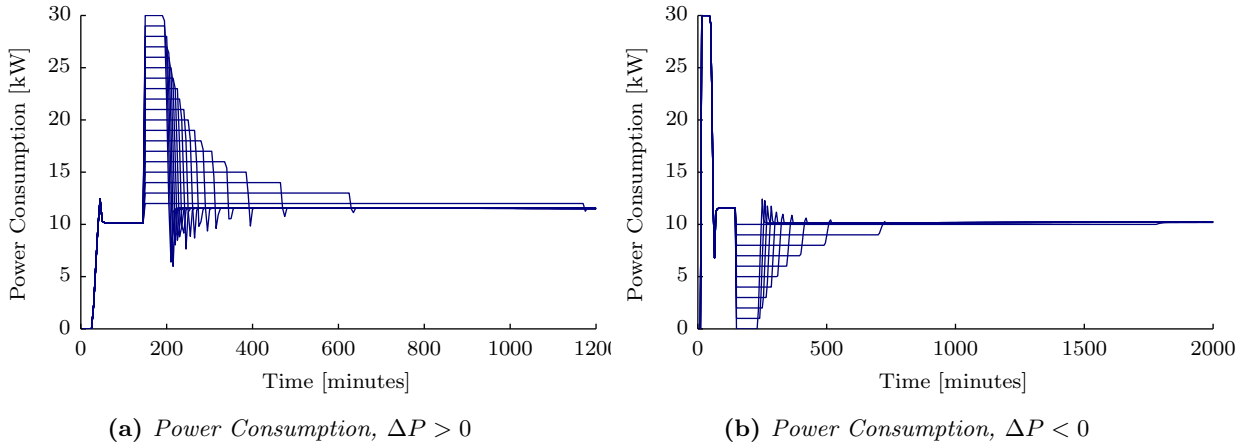 30
25
20
15
10
5
0
Power Consumption [kW]
0 200 400 600 800 1000 1200
Time [minutes]
(a) Power Consumption, ΔP > 0
30
25
20
15
10
5
0
Power Consumption [kW]
0 500 1000 1500 2000
Time [minutes]
(b) Power Consumption, ΔP < 0